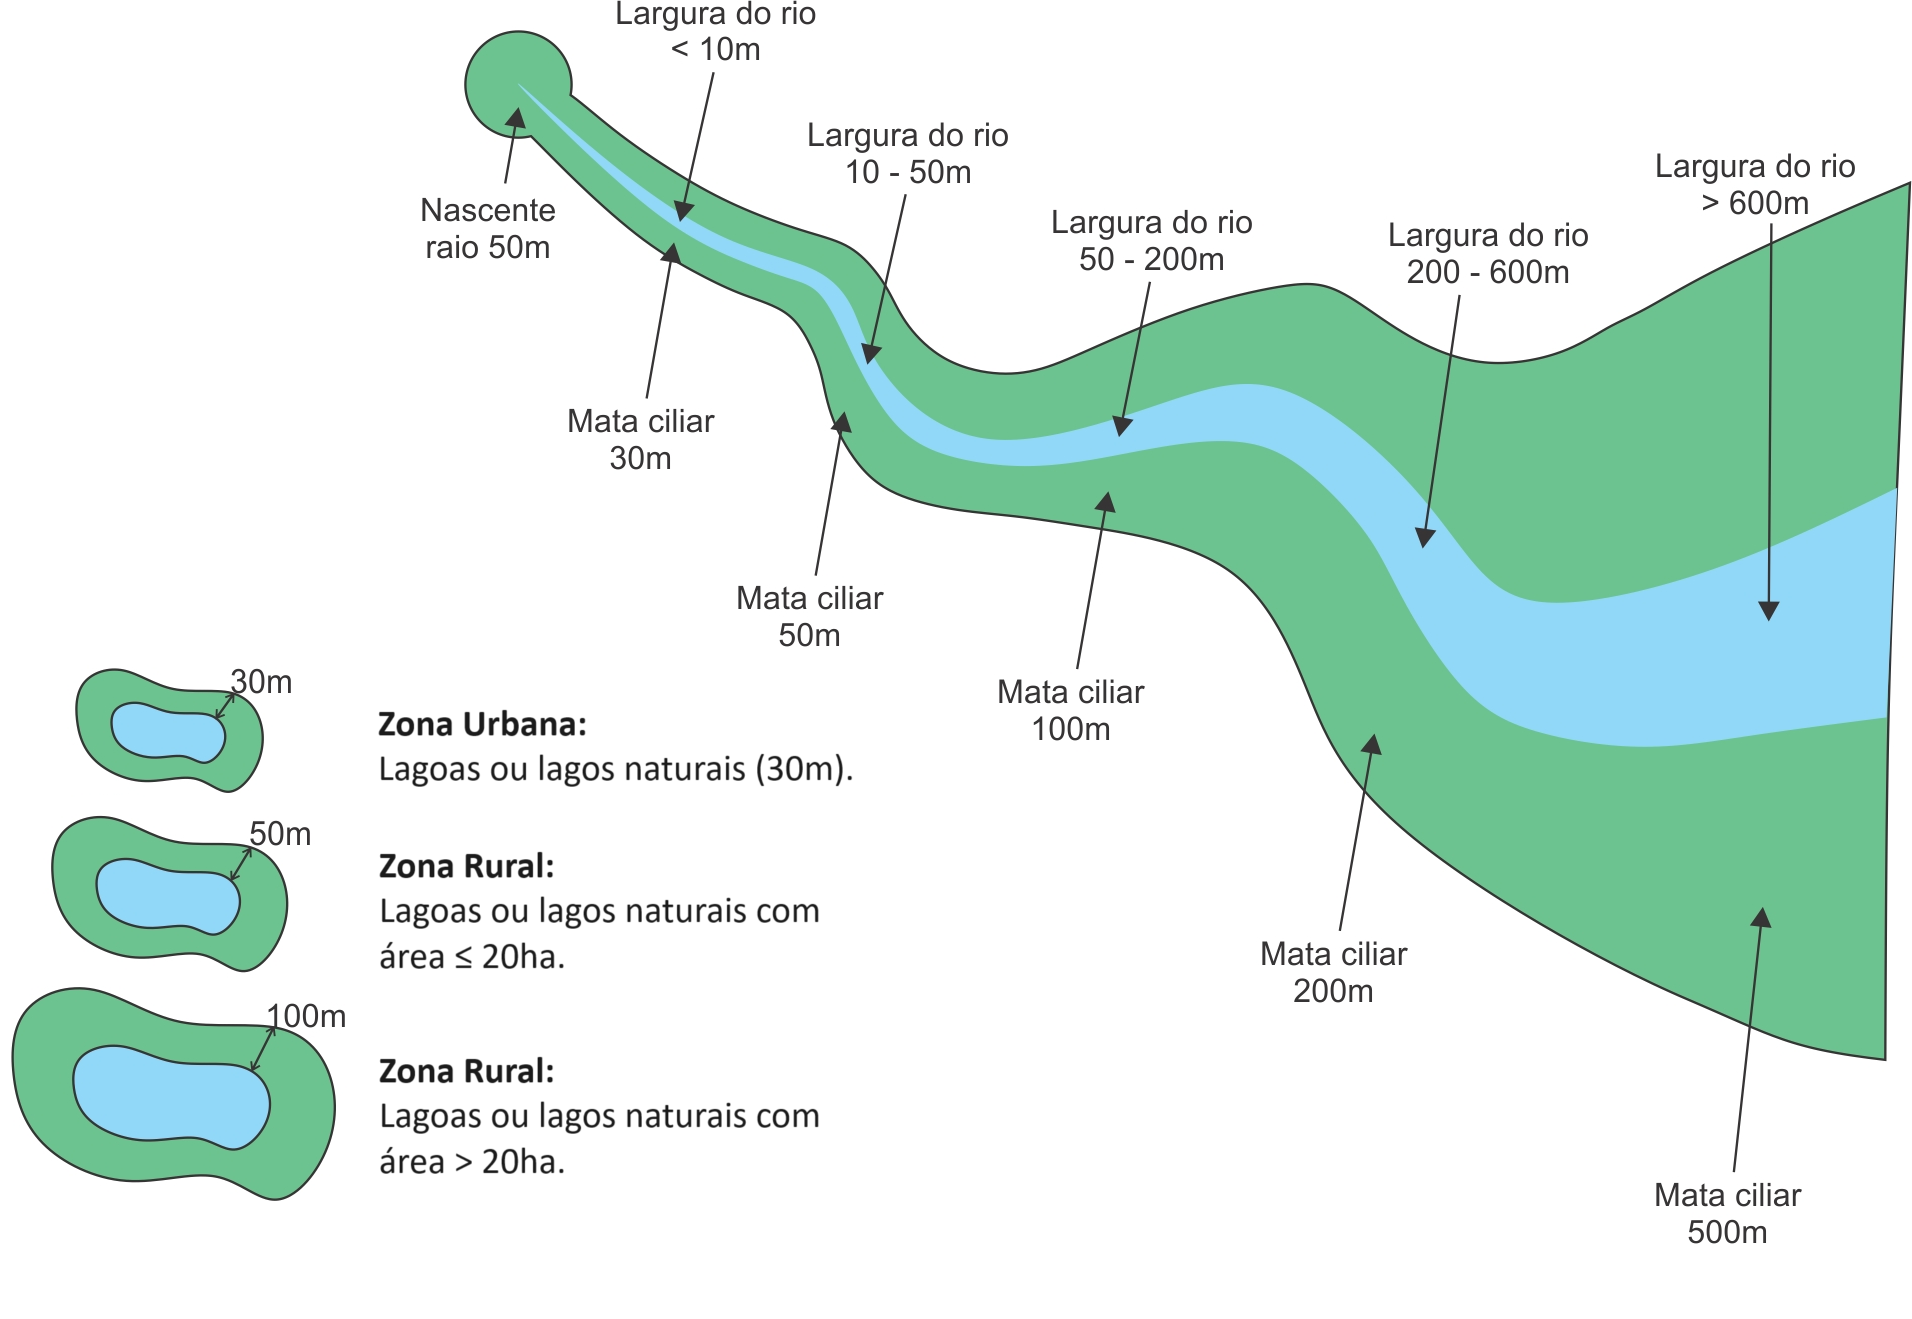 Largura do rio
< 10m
Largura do rio
10 - 50m
Largura do rio
> 600m
Nascente
raio 50m
Largura do rio
50 - 200m
Largura do rio
200 - 600m
Mata ciliar
30m
Mata ciliar
50m
Mata ciliar
100m
Mata ciliar
200m
Mata ciliar
500m
30m
Zona Urbana:
Lagoas ou lagos naturais (30m).
50m
Zona Rural:
Lagoas ou lagos naturais com
área ≤ 20ha.
100m
Zona Rural:
Lagoas ou lagos naturais com
área > 20ha.